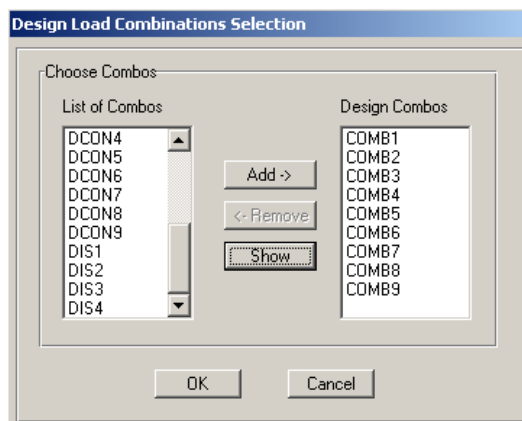 Design Load Combinations Selection
Choose Combos
List of Combos
DCON4
DCON5
DCON6
DCON7
DCON8
DCON9
DIS1
DIS2
DIS3
DIS4
Add ->
<- Remove
Show
Design Combos
COMB1
COMB2
COMB3
COMB4
COMB5
COMB6
COMB7
COMB8
COMB9
OK
Cancel